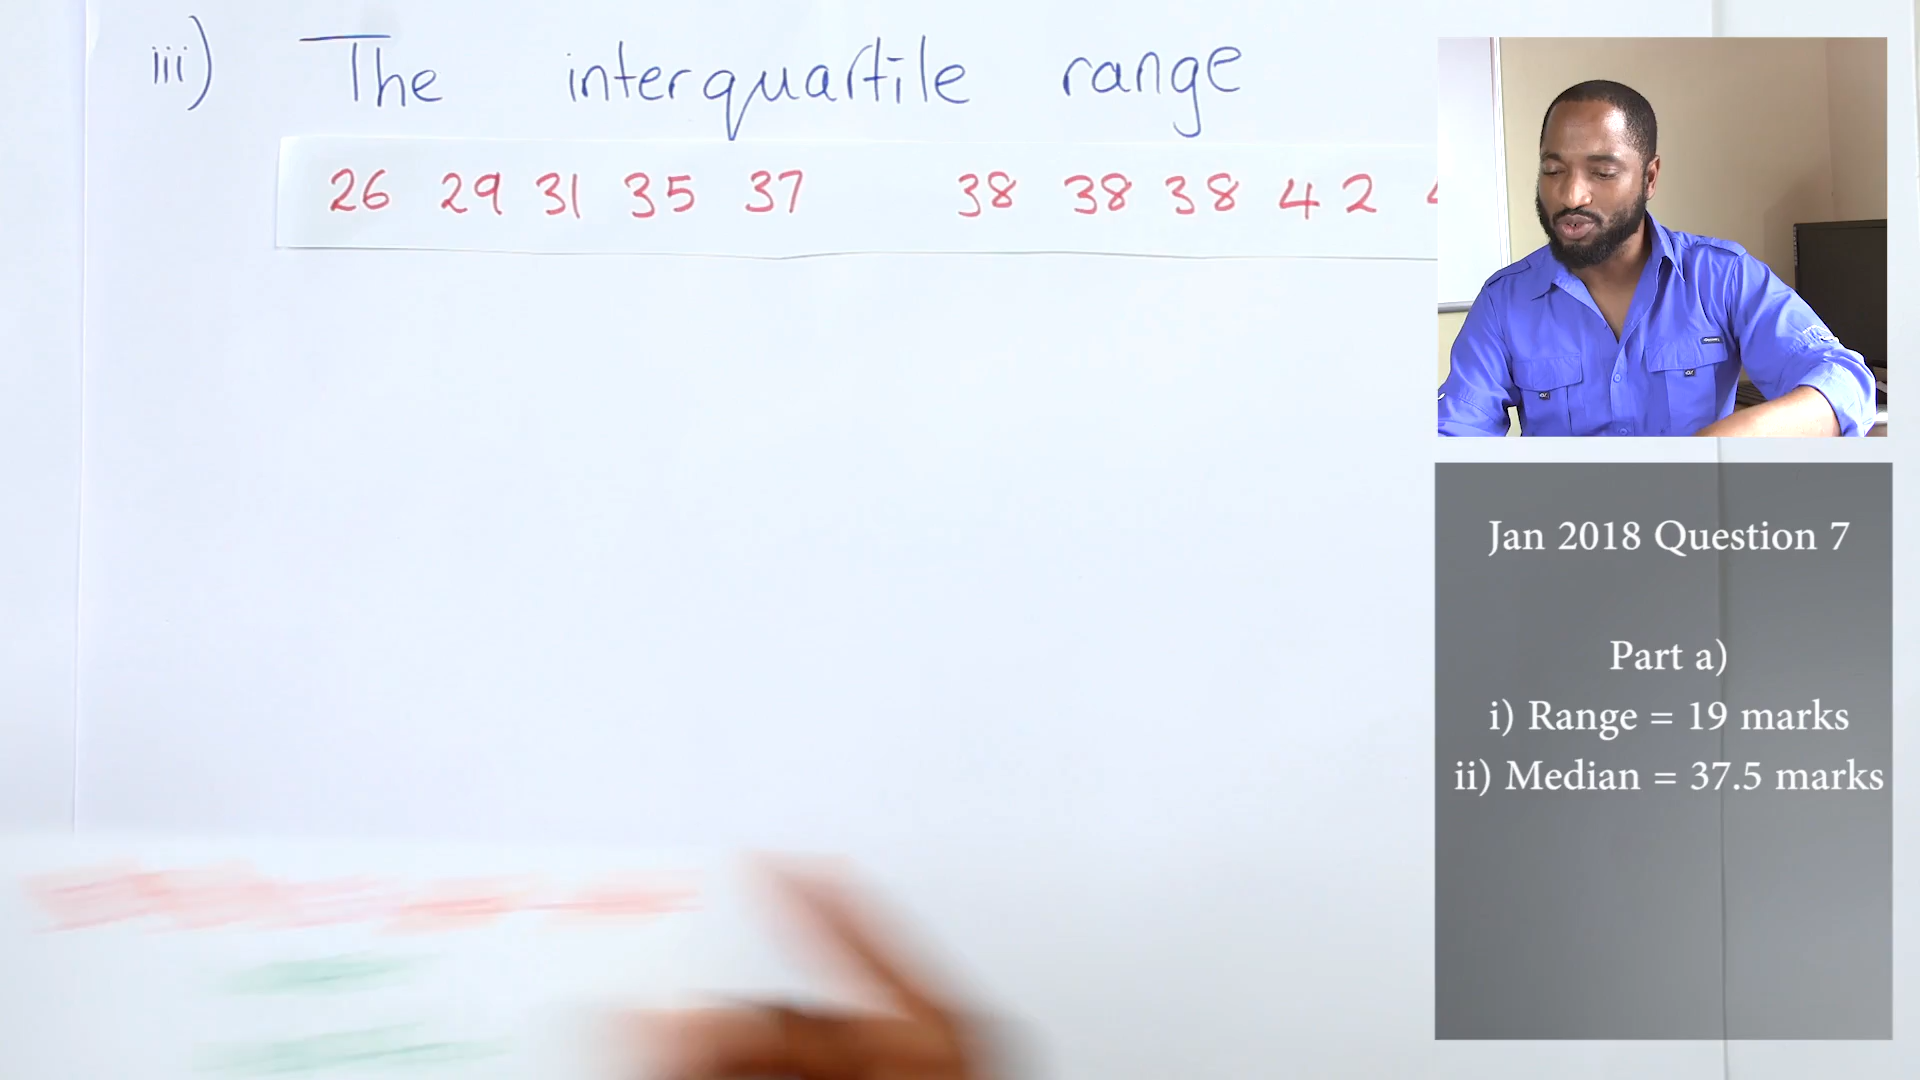 iii) The interquartile range
26 29 31 35 37 38 38 38 42
Jan 2018 Question 7
Part a)
i) Range = 19 marks
ii) Median = 37.5 marks